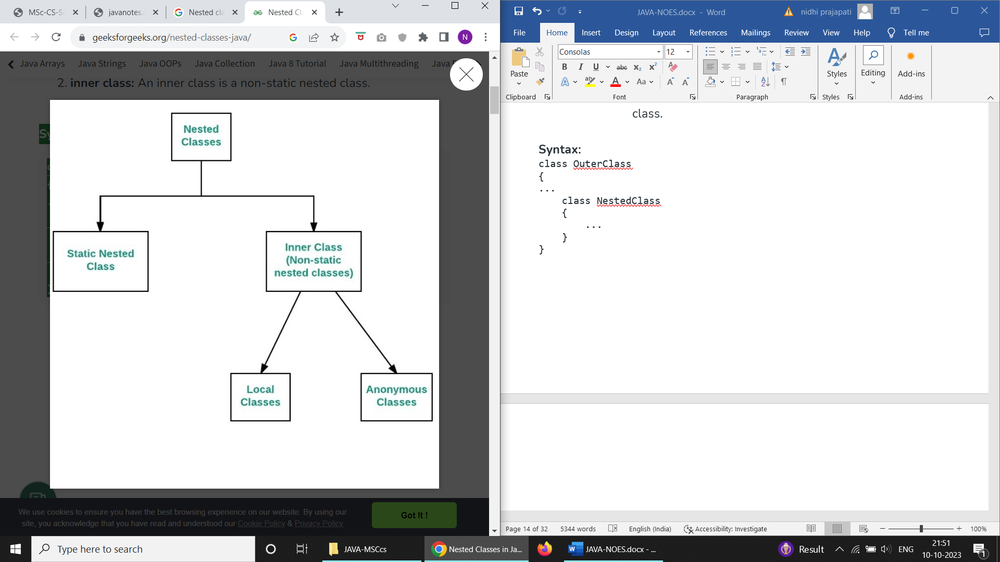 MSc-CS-S
javanotes.
Nested cla
Nested Cl
JAVA-NOES.docx - Word
nidhi prajapati
geeksforgeeks.org/nested-classes-java/
N
File Home Insert Design Layout References Mailings Review View Help Tell me
Java Arrays Java Strings Java OOPs Java Collection Java 8 Tutorial Java Multithreading Java
2. inner class: An inner class is a non-static nested class.
Consolas 12
Paste
B I U abc x₂ x²
A ab A Aa A A
Styles
Editing
Add-ins
Clipboard Font Paragraph Styles Add-ins
Sy
Nested
Classes
Static Nested
Class
Inner Class
(Non-static
nested classes)
Local
Classes
Anonymous
Classes
class.
Syntax:
class OuterClass
{
...
class NestedClass
{
...
}
}
We use cookies to ensure you have the best browsing experience on our website. By using our
site, you acknowledge that you have read and understood our Cookie Policy & Privacy Policy
Got It !
Page 14 of 32 5344 words English (India) Accessibility: Investigate 100%
Type here to search
JAVA-MSCcs
Nested Classes in Ja...
JAVA-NOES.docx - ...
Result
ENG
21:51
10-10-2023
1